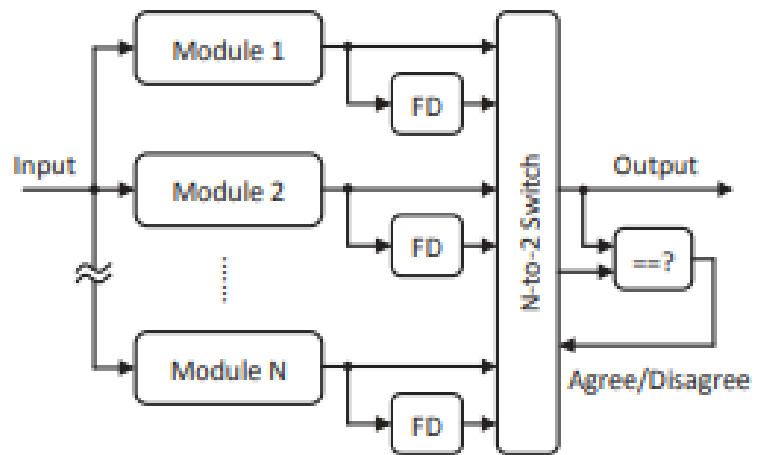 Module 1
FD
Input
Module 2
FD
N-to-2 Switch
Output
==?
Module N
FD
Agree/Disagree